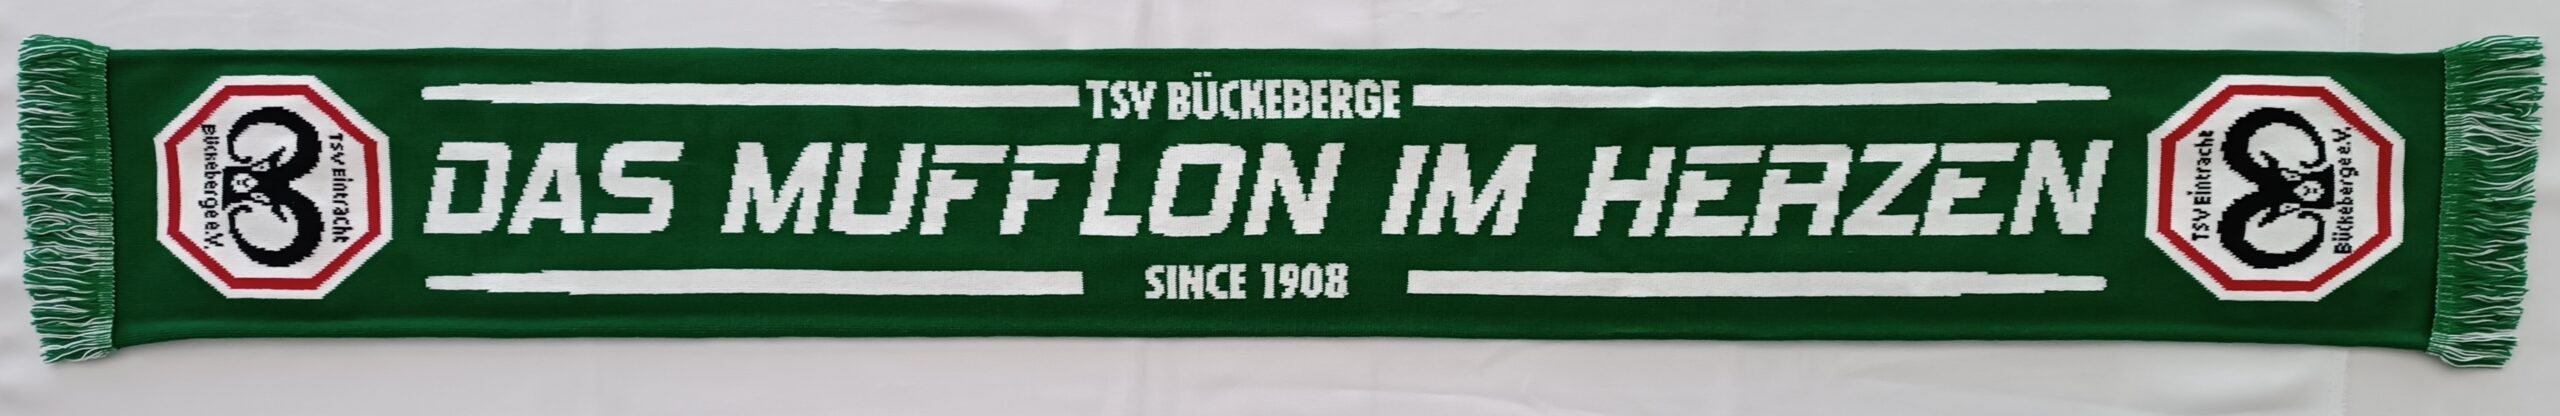 TSV BÜCKEBERGE
DAS MUFFLON IM HERZEN
SINCE 1908
TSV Eintracht
Bückeberge e.V.
TSV Eintracht
Bückeberge e.V.